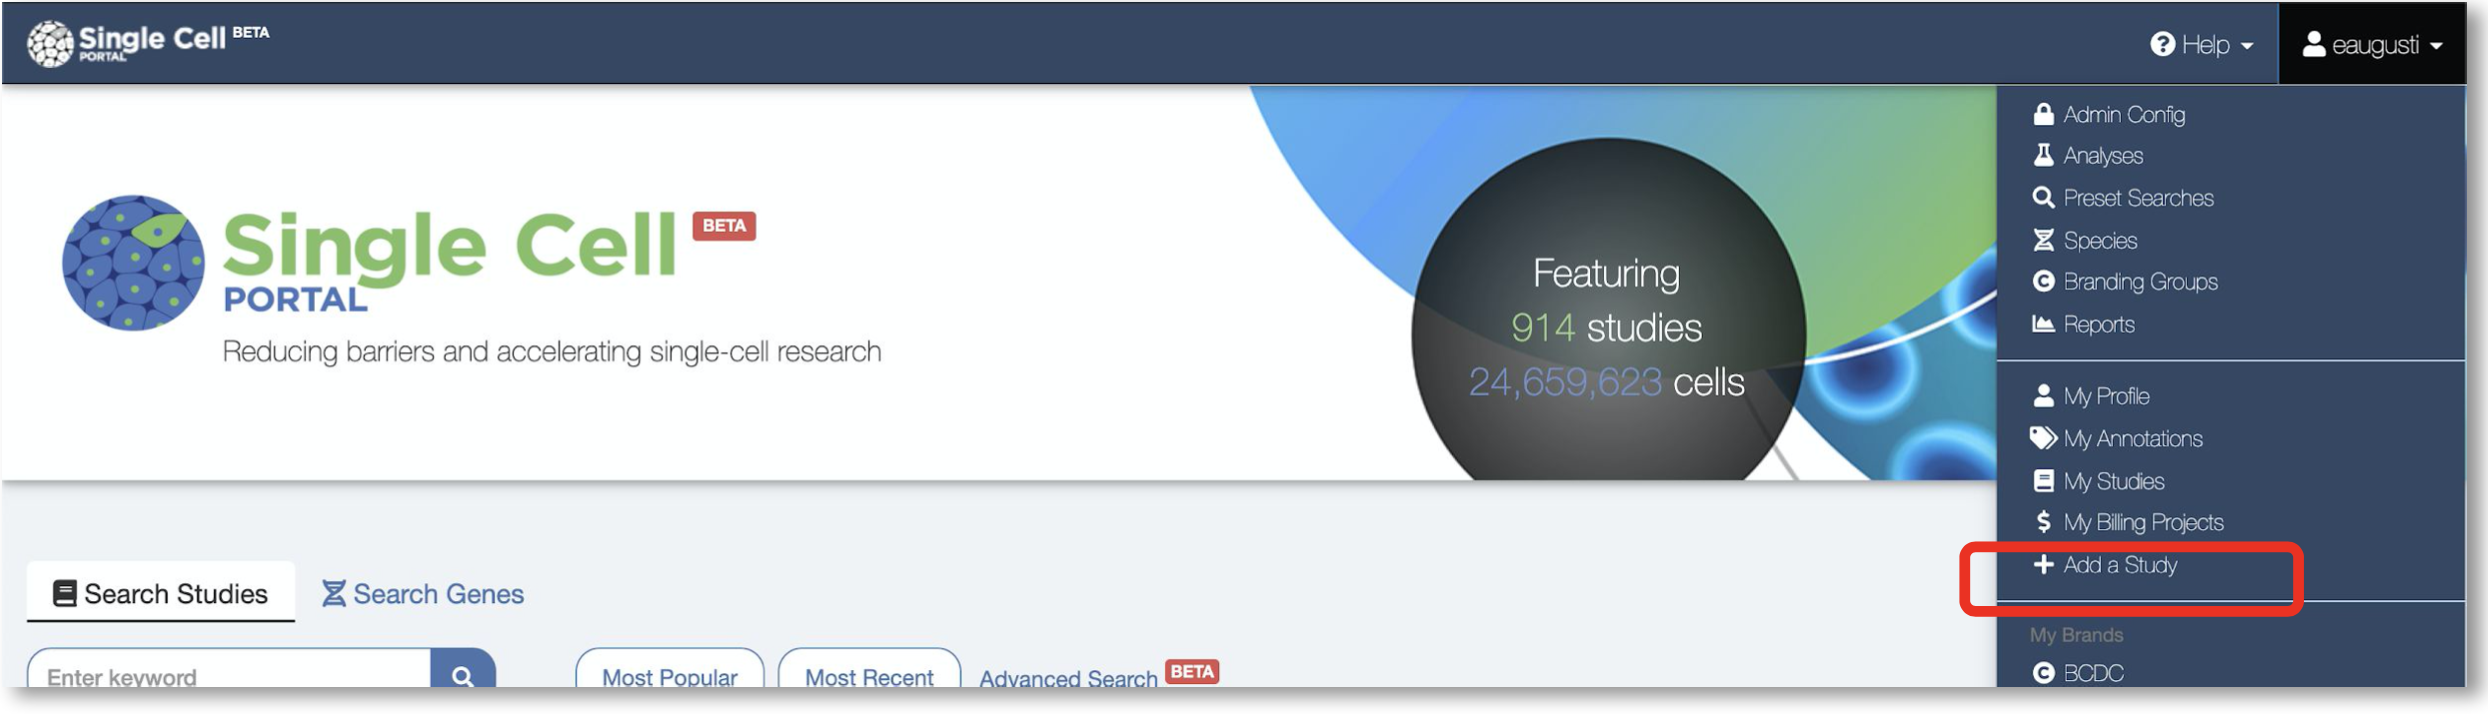 Single Cell BETA
PORTAL
Help
eaugusti
Admin Config
Analyses
Preset Searches
Species
Branding Groups
Reports
My Profile
My Annotations
My Studies
My Billing Projects
Add a Study
My Brands
BCDC
Single Cell BETA
PORTAL
Reducing barriers and accelerating single-cell research
Featuring
914 studies
24,659,623 cells
Search Studies
Search Genes
Enter keyword
Most Popular
Most Recent
Advanced Search BETA